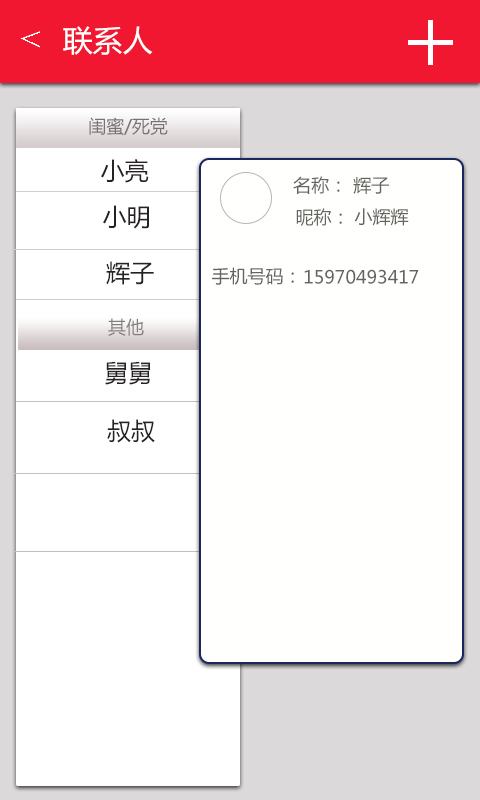 < 联系人
闺蜜/死党
小亮
小明
辉子
其他
舅舅
叔叔
名称： 辉子
昵称： 小辉辉
手机号码：15970493417